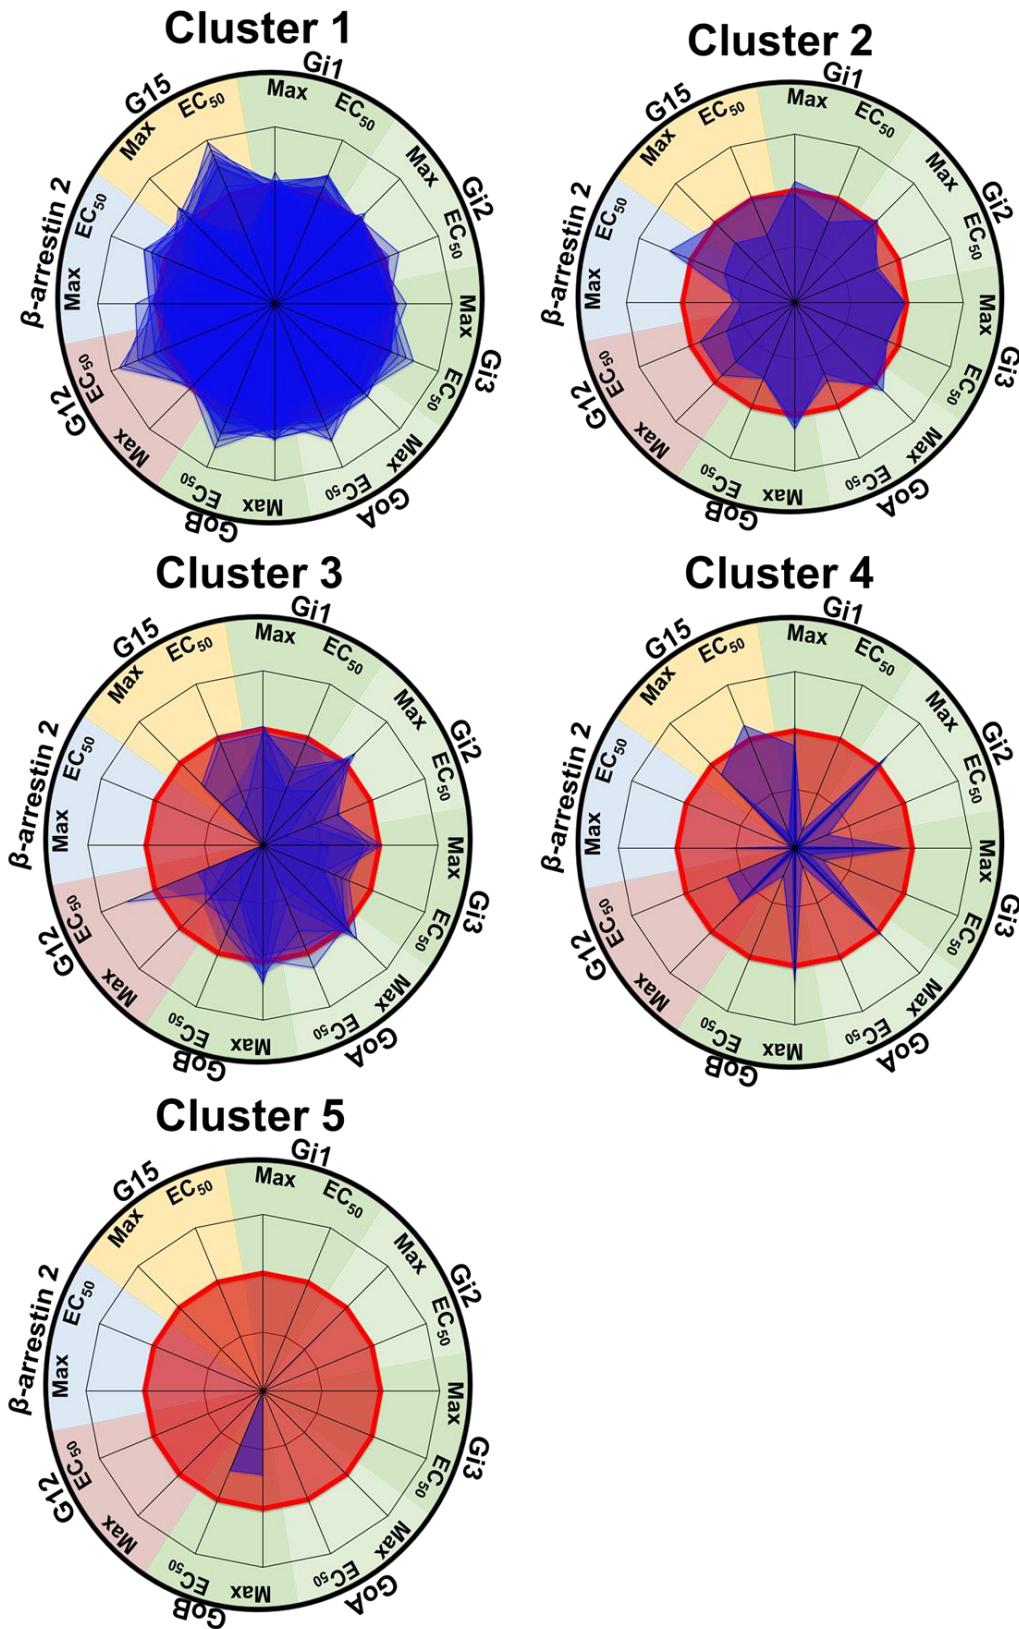 Cluster 1
Gi1
Max
EC50
Gi2
Max
EC50
Gi3
Max
EC50
GoA
Max
EC50
GoB
Max
EC50
G12
Max
EC50
β-arrestin 2
Max
EC50
G15
Max
EC50
Cluster 2
Gi1
Max
EC50
Gi2
Max
EC50
Gi3
Max
EC50
GoA
Max
EC50
GoB
Max
EC50
G12
Max
EC50
β-arrestin 2
Max
EC50
G15
Max
EC50
Cluster 3
Gi1
Max
EC50
Gi2
Max
EC50
Gi3
Max
EC50
GoA
Max
EC50
GoB
Max
EC50
G12
Max
EC50
β-arrestin 2
Max
EC50
G15
Max
EC50
Cluster 4
Gi1
Max
EC50
Gi2
Max
EC50
Gi3
Max
EC50
GoA
Max
EC50
GoB
Max
EC50
G12
Max
EC50
β-arrestin 2
Max
EC50
G15
Max
EC50
Cluster 5
Gi1
Max
EC50
Gi2
Max
EC50
Gi3
Max
EC50
GoA
Max
EC50
GoB
Max
EC50
G12
Max
EC50
β-arrestin 2
Max
EC50
G15
Max
EC50